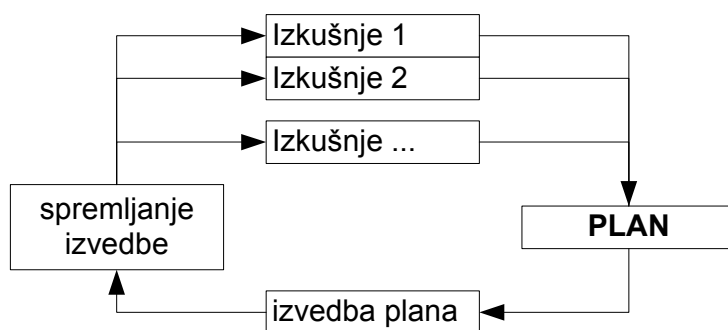 Izkušnje 1
Izkušnje 2
Izkušnje ...
spremljanje
izvedbe
PLAN
izvedba plana